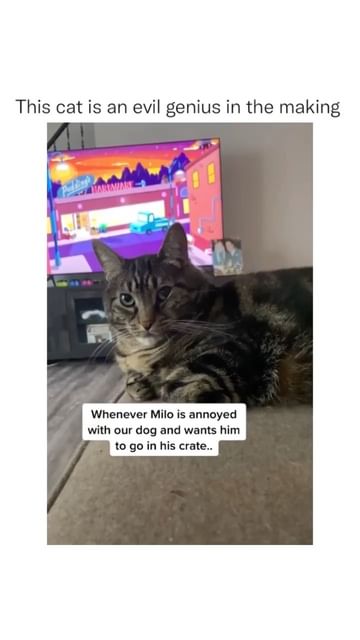 This cat is an evil genius in the making
HARDWARE
Whenever Milo is annoyed
with our dog and wants him
to go in his crate..